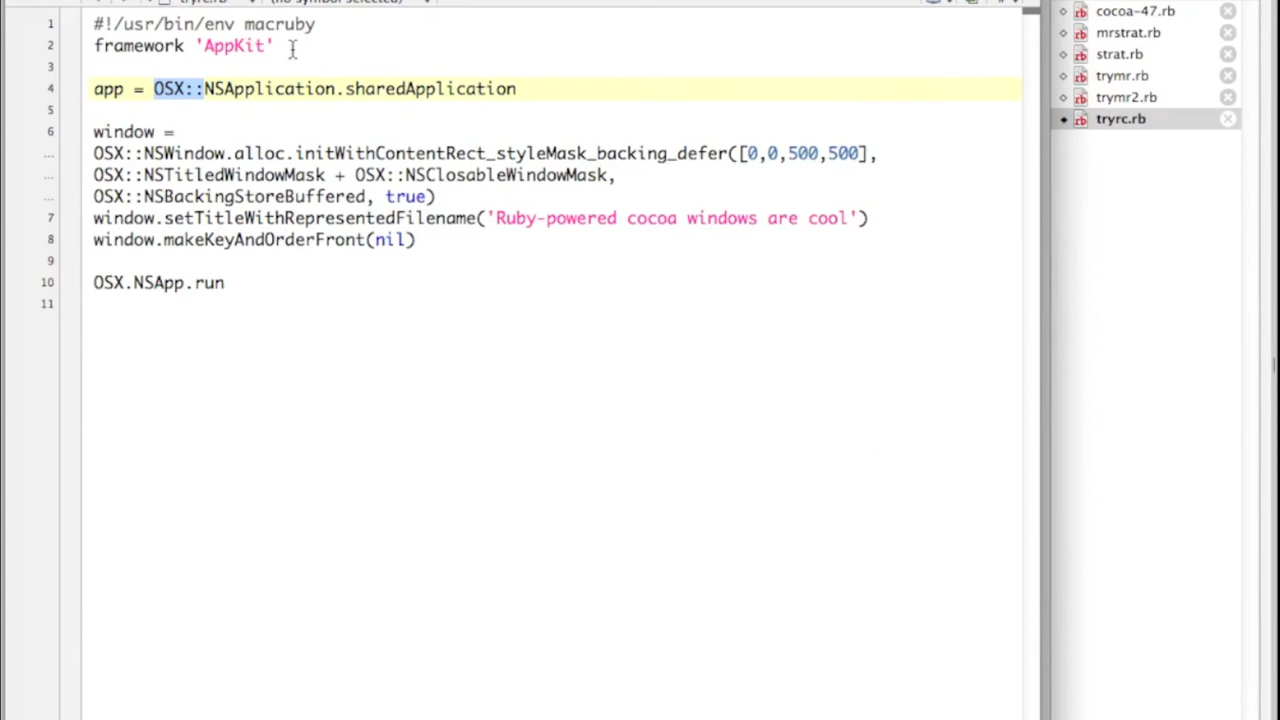 1 #!/usr/bin/env macruby
2 framework 'AppKit'
3
4 app = OSX::NSApplication.sharedApplication
5
6 window =
... OSX::NSWindow.alloc.initWithContentRect_styleMask_backing_defer([0,0,500,500],
... OSX::NSTitledWindowMask + OSX::NSClosableWindowMask,
... OSX::NSBackingStoreBuffered, true)
7 window.setTitleWithRepresentedFilename('Ruby-powered cocoa windows are cool')
8 window.makeKeyAndOrderFront(nil)
9
10 OSX.NSApp.run
11
cocoa-47.rb
mrstrat.rb
strat.rb
trymr.rb
trymr2.rb
tryrc.rb